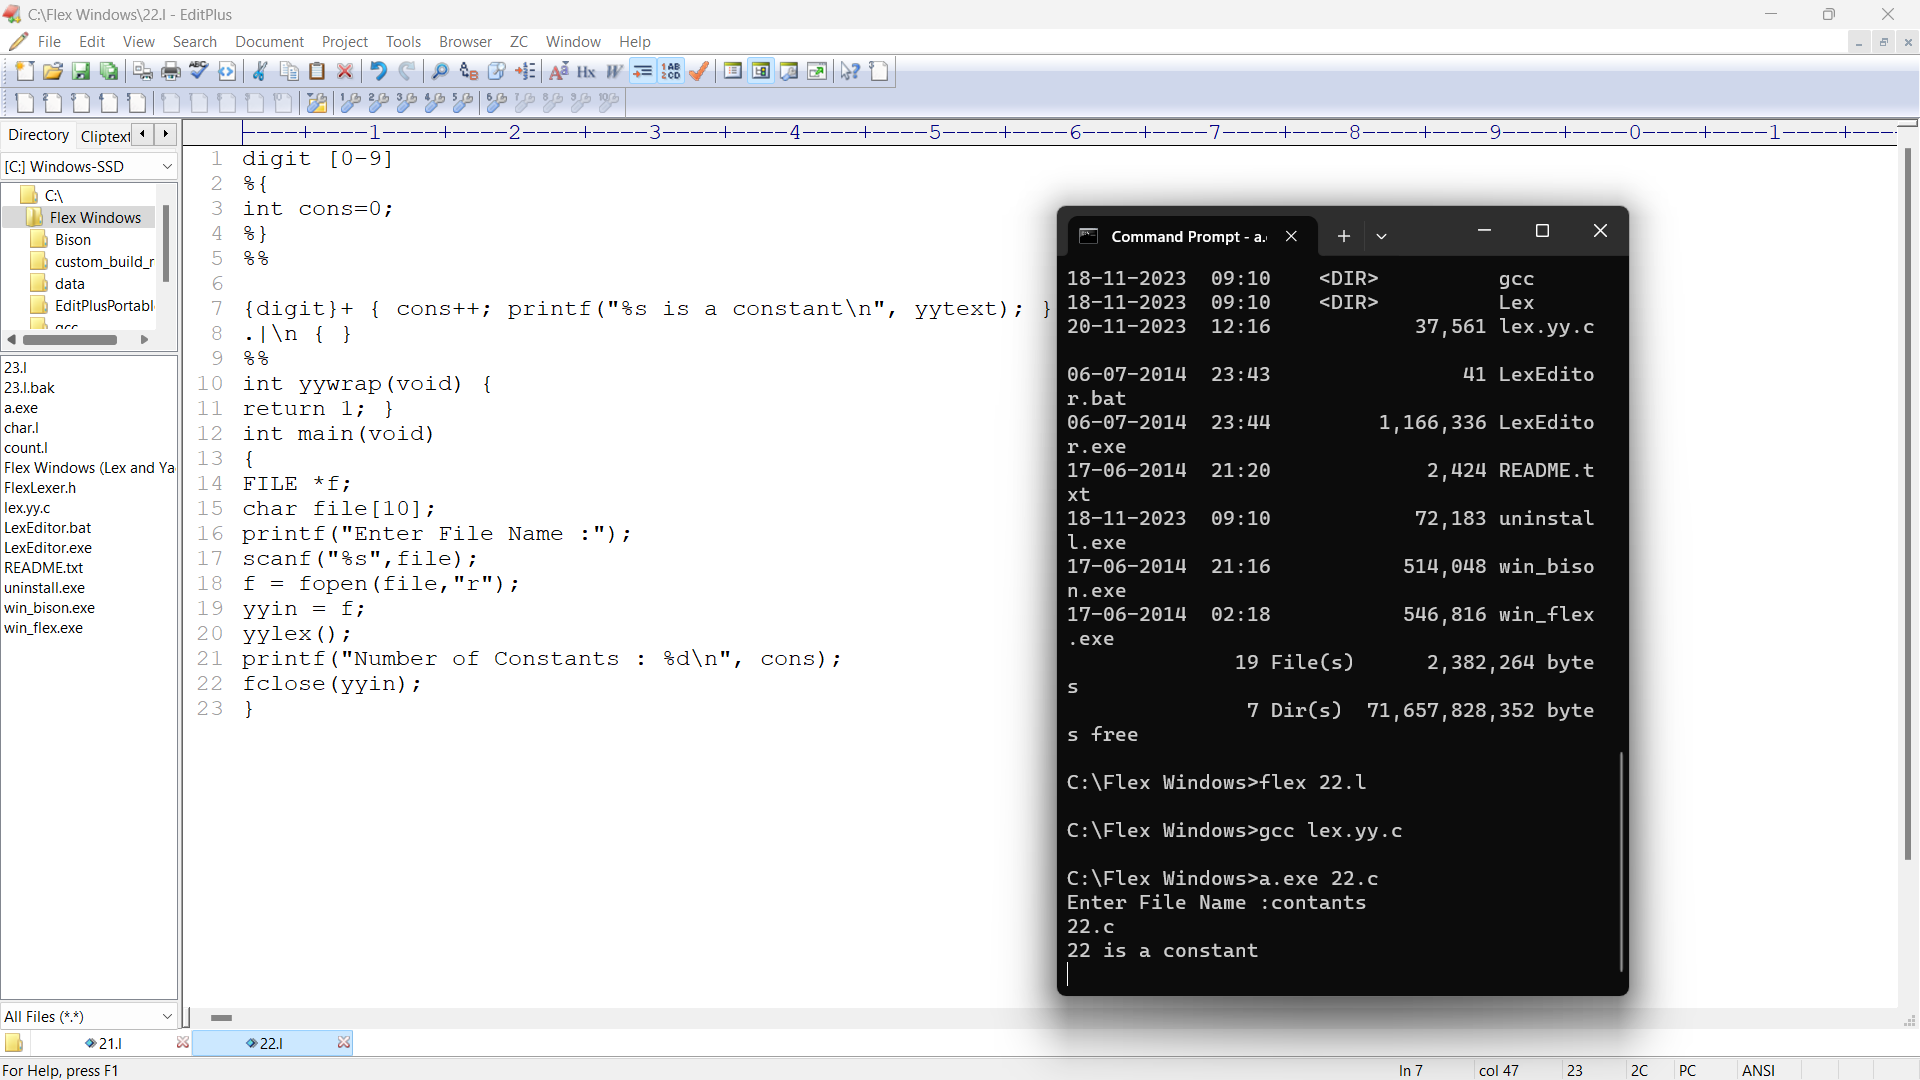 C:\Flex Windows\22.l - EditPlus
File Edit View Search Document Project Tools Browser ZC Window Help
Directory Cliptext
[C:] Windows-SSD
C:\
Flex Windows
Bison
custom_build_r
data
EditPlusPortabl
gcc
23.l
23.l.bak
a.exe
char.l
count.l
Flex Windows (Lex and Ya
FlexLexer.h
lex.yy.c
LexEditor.bat
LexEditor.exe
README.txt
uninstall.exe
win_bison.exe
win_flex.exe
All Files (*.*)
----+----1----+----2----+----3----+----4----+----5----+----6----+----7----+----8----+----9----+----0----+----1----+---
1 digit [0-9]
2 %{
3 int cons=0;
4 %}
5 %%
6
7 {digit}+ { cons++; printf("%s is a constant\n", yytext); }
8 .|\n { }
9 %%
10 int yywrap(void) {
11 return 1; }
12 int main(void)
13 {
14 FILE *f;
15 char file[10];
16 printf("Enter File Name :");
17 scanf("%s",file);
18 f = fopen(file,"r");
19 yyin = f;
20 yylex();
21 printf("Number of Constants : %d\n", cons);
22 fclose(yyin);
23 }
Command Prompt - a.
18-11-2023 09:10 <DIR> gcc
18-11-2023 09:10 <DIR> Lex
20-11-2023 12:16 37,561 lex.yy.c
06-07-2014 23:43 41 LexEdito
r.bat
06-07-2014 23:44 1,166,336 LexEdito
r.exe
17-06-2014 21:20 2,424 README.t
xt
18-11-2023 09:10 72,183 uninstal
l.exe
17-06-2014 21:16 514,048 win_biso
n.exe
17-06-2014 02:18 546,816 win_flex
.exe
19 File(s) 2,382,264 byte
s
7 Dir(s) 71,657,828,352 byte
s free
C:\Flex Windows>flex 22.l
C:\Flex Windows>gcc lex.yy.c
C:\Flex Windows>a.exe 22.c
Enter File Name :contants
22.c
22 is a constant
21.l 22.l
For Help, press F1 ln 7 col 47 23 2C PC ANSI